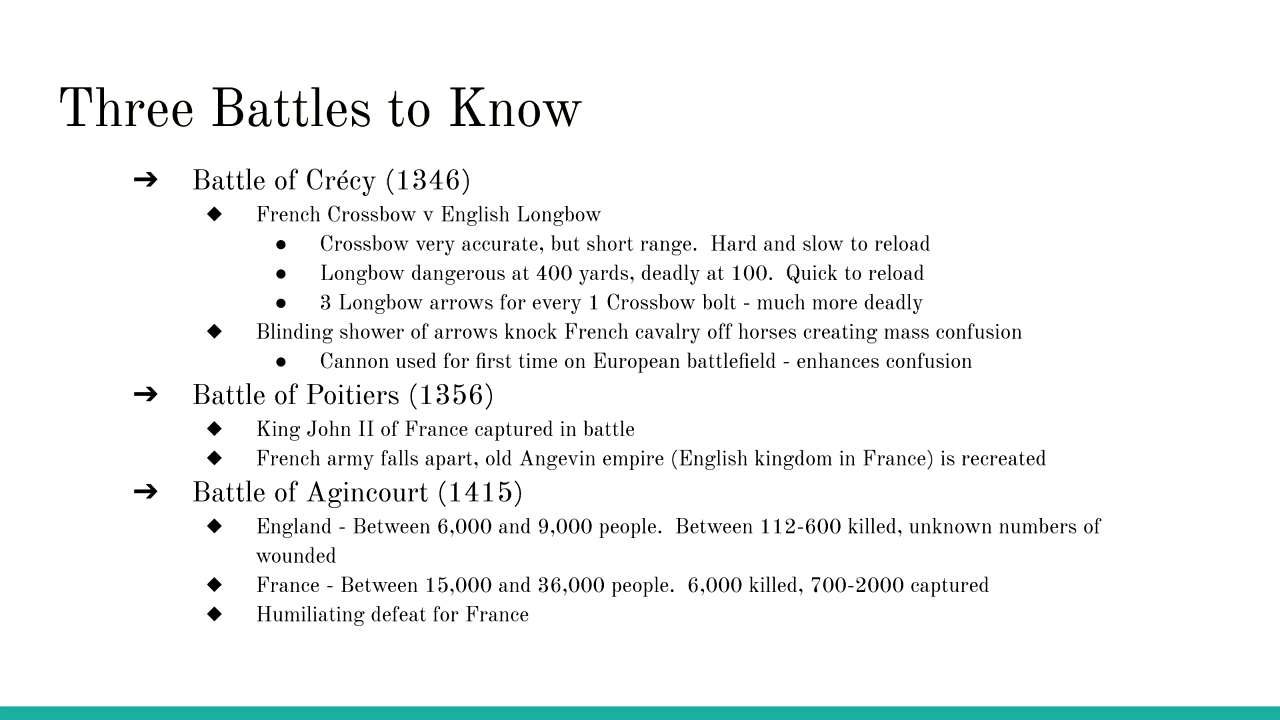 Three Battles to Know
➔ Battle of Crécy (1346)
◆ French Crossbow v English Longbow
● Crossbow very accurate, but short range.  Hard and slow to reload
● Longbow dangerous at 400 yards, deadly at 100.  Quick to reload
● 3 Longbow arrows for every 1 Crossbow bolt - much more deadly
◆ Blinding shower of arrows knock French cavalry off horses creating mass confusion
● Cannon used for first time on European battlefield - enhances confusion
➔ Battle of Poitiers (1356)
◆ King John II of France captured in battle
◆ French army falls apart, old Angevin empire (English kingdom in France) is recreated
➔ Battle of Agincourt (1415)
◆ England - Between 6,000 and 9,000 people.  Between 112-600 killed, unknown numbers of
wounded
◆ France - Between 15,000 and 36,000 people.  6,000 killed, 700-2000 captured
◆ Humiliating defeat for France